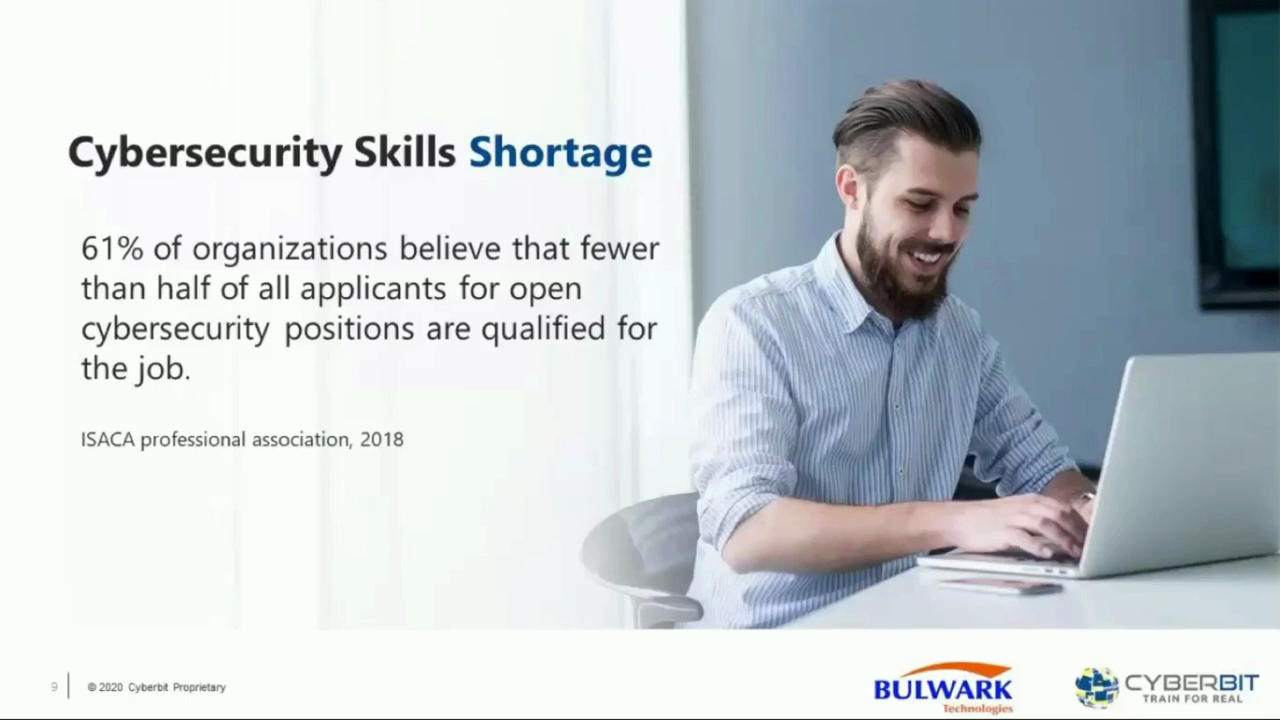 Cybersecurity Skills Shortage
61% of organizations believe that fewer
than half of all applicants for open
cybersecurity positions are qualified for
the job.
ISACA professional association, 2018
9
© 2020 Cyberbit Proprietary
BULWARK
Technologies
CYBERBIT
TRAIN FOR REAL